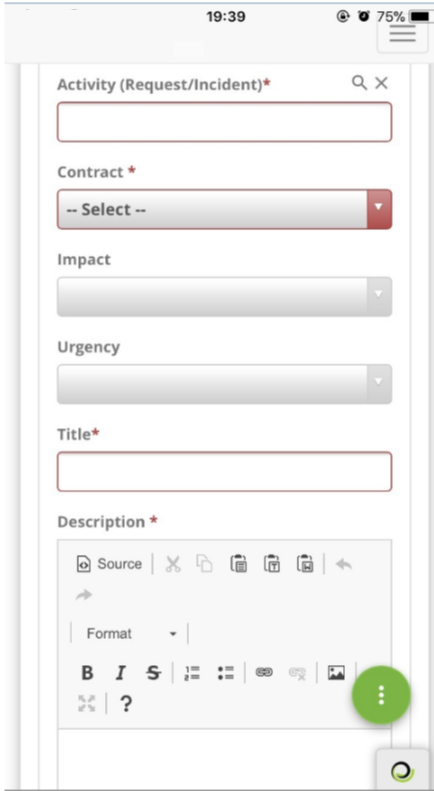 19:39
75%
Activity (Request/Incident)*
Contract *
-- Select --
Impact
Urgency
Title*
Description *
Source
Format
B I S
?